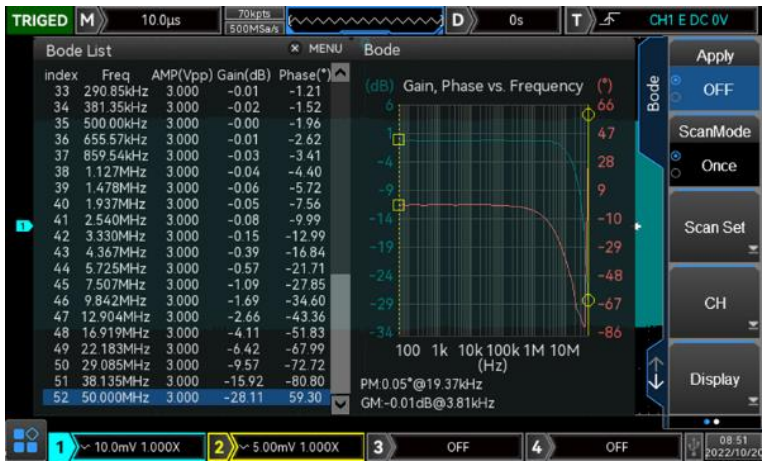 TRIGED M 10.0µs 70kpts 500MSa/s D 0s T CH1 E DC 0V
Bode List × MENU
index Freq AMP(Vpp) Gain(dB) Phase(°)
33 290.85kHz 3.000 -0.01 -1.21
34 381.35kHz 3.000 -0.02 -1.52
35 500.00kHz 3.000 -0.00 -1.96
36 655.57kHz 3.000 -0.01 -2.62
37 859.54kHz 3.000 -0.03 -3.41
38 1.127MHz 3.000 -0.04 -4.40
39 1.478MHz 3.000 -0.06 -5.72
40 1.937MHz 3.000 -0.05 -7.56
41 2.540MHz 3.000 -0.08 -9.99
42 3.330MHz 3.000 -0.15 -12.99
43 4.367MHz 3.000 -0.39 -16.84
44 5.725MHz 3.000 -0.57 -21.71
45 7.507MHz 3.000 -1.09 -27.85
46 9.842MHz 3.000 -1.69 -34.60
47 12.904MHz 3.000 -2.66 -43.36
48 16.919MHz 3.000 -4.11 -51.83
49 22.183MHz 3.000 -6.42 -67.99
50 29.085MHz 3.000 -9.57 -72.72
51 38.135MHz 3.000 -15.92 -80.80
52 50.000MHz 3.000 -28.11 59.30
Bode
(dB) Gain, Phase vs. Frequency (°)
6 66
1 47
-4 28
-9 9
-14 -10
-19 -29
-24 -48
-29 -67
-34 -86
100 1k 10k 100k 1M 10M
(Hz)
PM:0.05°@19.37kHz
GM:-0.01dB@3.81kHz
Bode
Apply
OFF
ScanMode
Once
Scan Set
CH
Display
1
1 10.0mV 1.000X 2 5.00mV 1.000X 3 OFF 4 OFF
08:51
2022/10/20